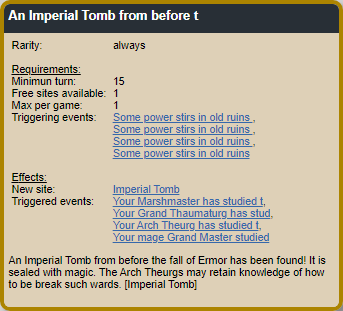 An Imperial Tomb from before t
Rarity: always
Requirements:
Minimun turn: 15
Free sites available: 1
Max per game: 1
Triggering events: Some power stirs in old ruins ,
Some power stirs in old ruins ,
Some power stirs in old ruins ,
Some power stirs in old ruins
Effects:
New site: Imperial Tomb
Triggered events: Your Marshmaster has studied t,
Your Grand Thaumaturg has stud,
Your Arch Theurg has studied t,
Your mage Grand Master studied
An Imperial Tomb from before the fall of Ermor has been found! It is
sealed with magic. The Arch Theurgs may retain knowledge of how
to be break such wards. [Imperial Tomb]